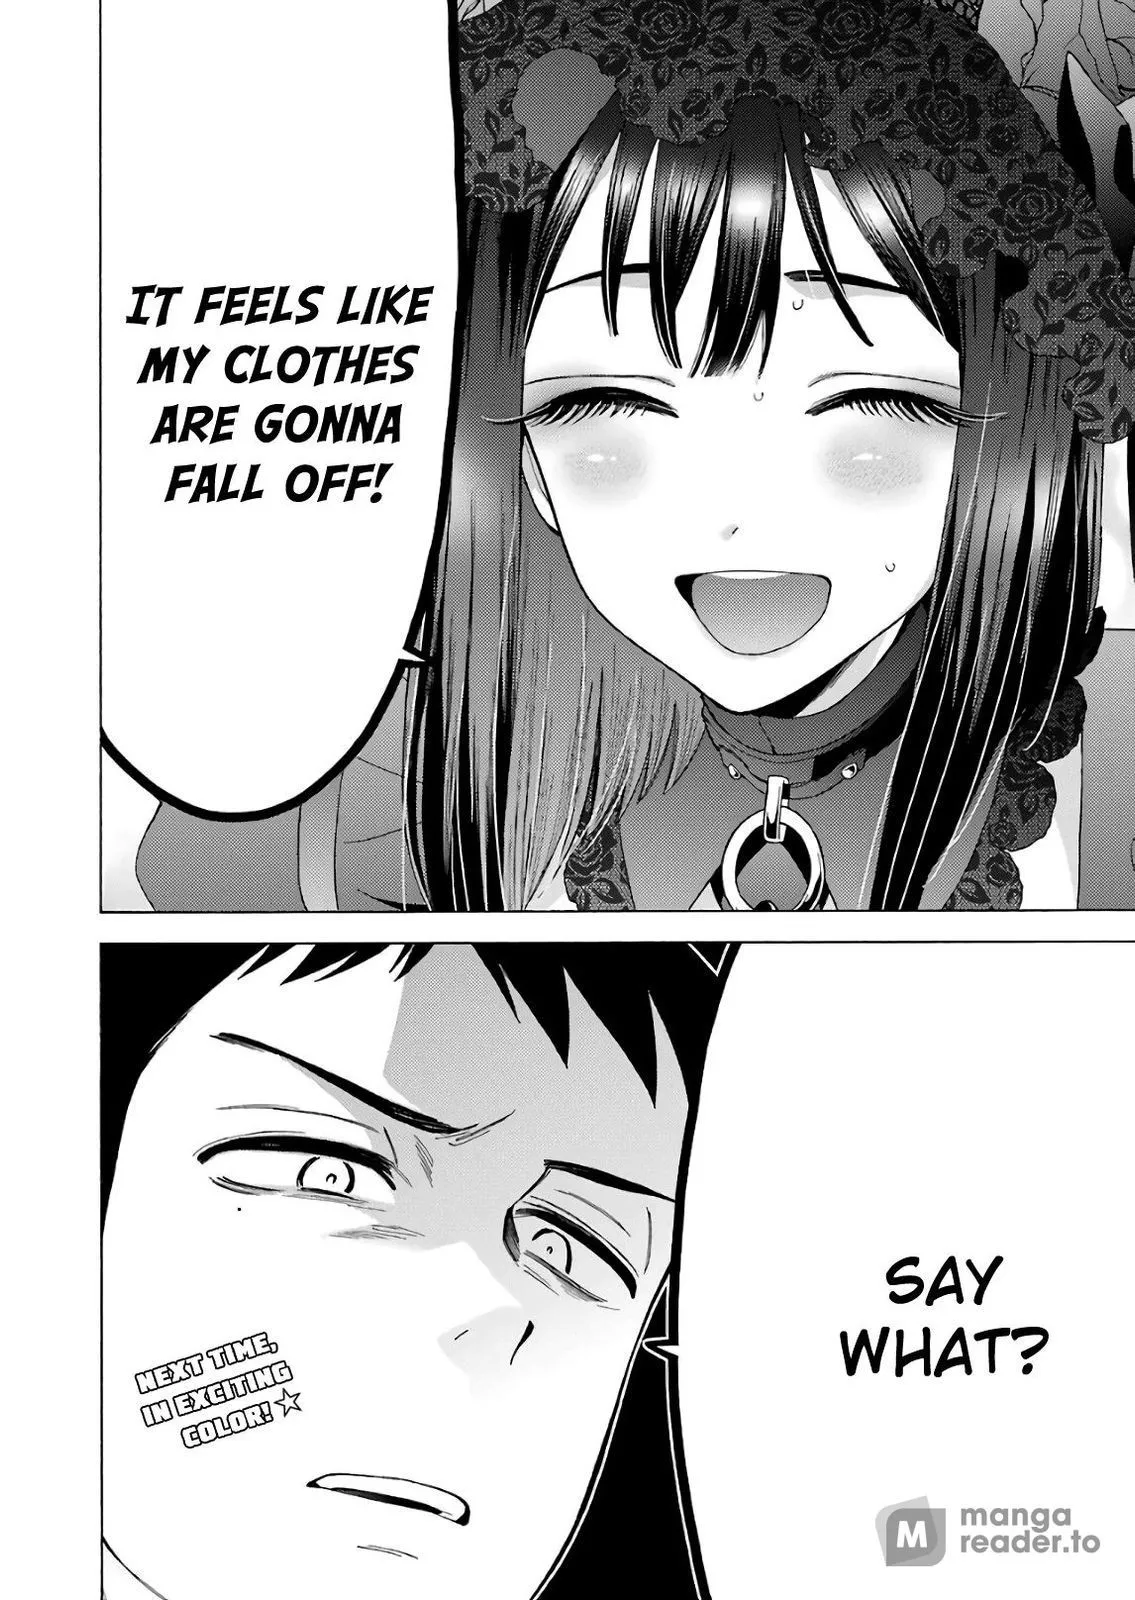 IT FEELS LIKE
MY CLOTHES
ARE GONNA
FALL OFF!
SAY
WHAT?
NEXT TIME,
IN EXCITING
COLOR! ☆
M
manga
reader.to